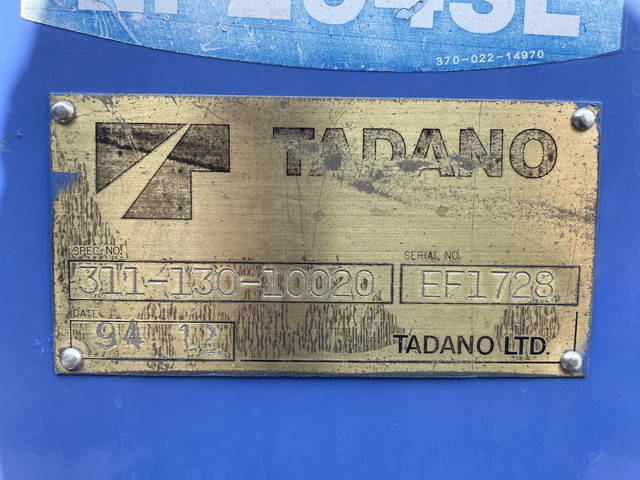 370-022-14970
TADANO
SPEC. NO.
SERIAL NO.
311-130-10020
EF1728
DATE
94 12
TADANO LTD.